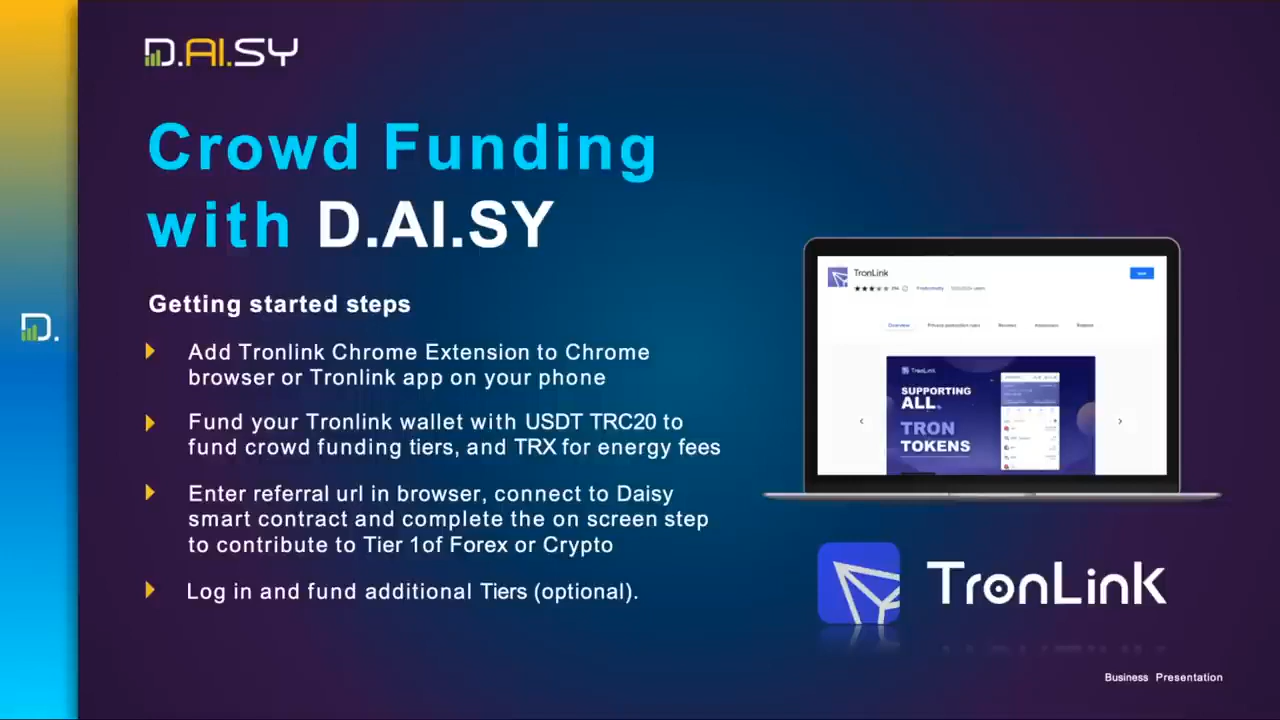 D.AI.SY
Crowd Funding
with D.AI.SY
Getting started steps
Add Tronlink Chrome Extension to Chrome
browser or Tronlink app on your phone
Fund your Tronlink wallet with USDT TRC20 to
fund crowd funding tiers, and TRX for energy fees
Enter referral url in browser, connect to Daisy
smart contract and complete the on screen step
to contribute to Tier 1of Forex or Crypto
Log in and fund additional Tiers (optional).
D.
TronLink
Overview
Reviews
TronLink
SUPPORTING
ALL
TRON
TOKENS
TronLink
Business Presentation